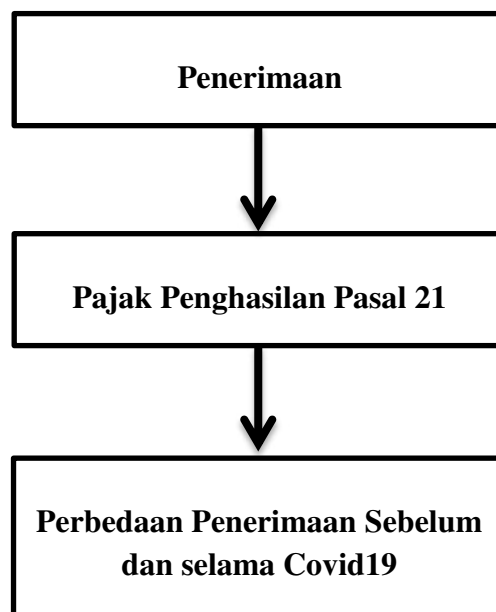 Penerimaan
Pajak Penghasilan Pasal 21
Perbedaan Penerimaan Sebelum
dan selama Covid19